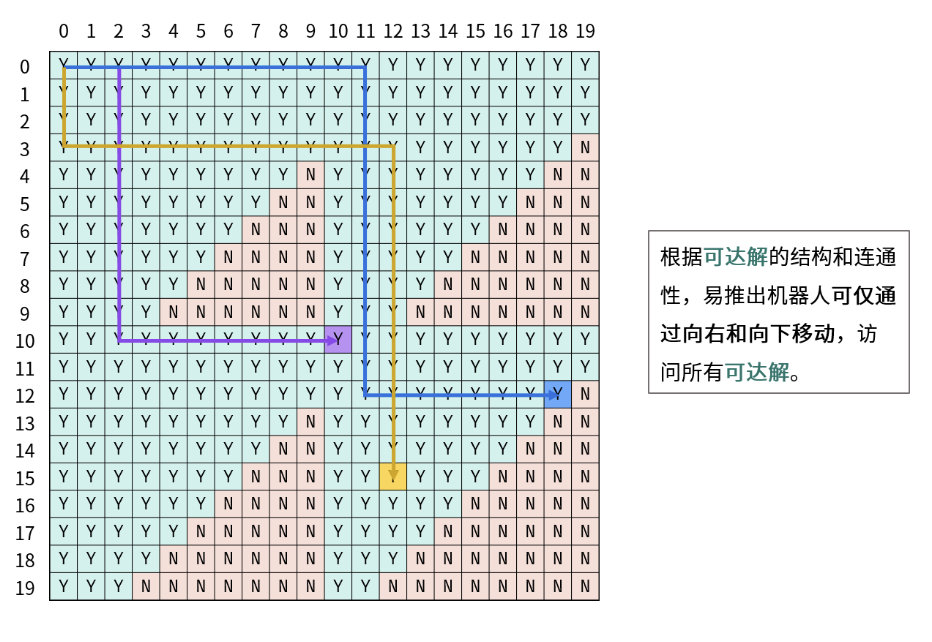 0 1 2 3 4 5 6 7 8 9 10 11 12 13 14 15 16 17 18 19
0 Y Y Y Y Y Y Y Y Y Y Y Y Y Y Y Y Y Y Y Y
1 Y Y Y Y Y Y Y Y Y Y Y Y Y Y Y Y Y Y Y Y
2 Y Y Y Y Y Y Y Y Y Y Y Y Y Y Y Y Y Y Y Y
3 Y Y Y Y Y Y Y Y Y Y Y Y Y Y Y Y Y Y Y N
4 Y Y Y Y Y Y Y Y Y N Y Y Y Y Y Y Y Y N N
5 Y Y Y Y Y Y Y Y N N Y Y Y Y Y Y Y N N N
6 Y Y Y Y Y Y Y N N N Y Y Y Y Y Y N N N N
7 Y Y Y Y Y Y N N N N Y Y Y Y Y N N N N N
8 Y Y Y Y Y N N N N N Y Y Y Y N N N N N N
9 Y Y Y Y N N N N N N Y Y Y N N N N N N N
10 Y Y Y Y Y Y Y Y Y Y Y Y Y Y Y Y Y Y Y Y
11 Y Y Y Y Y Y Y Y Y Y Y Y Y Y Y Y Y Y Y Y
12 Y Y Y Y Y Y Y Y Y Y Y Y Y Y Y Y Y Y Y N
13 Y Y Y Y Y Y Y Y Y N Y Y Y Y Y Y Y Y N N
14 Y Y Y Y Y Y Y Y N N Y Y Y Y Y Y Y N N N
15 Y Y Y Y Y Y Y N N N Y Y Y Y Y Y N N N N
16 Y Y Y Y Y Y N N N N Y Y Y Y Y N N N N N
17 Y Y Y Y Y N N N N N Y Y Y Y N N N N N N
18 Y Y Y Y N N N N N N Y Y Y N N N N N N N
19 Y Y Y N N N N N N N Y Y N N N N N N N N
根据可达解的结构和连通
性，易推出机器人可仅通
过向右和向下移动，访
问所有可达解。